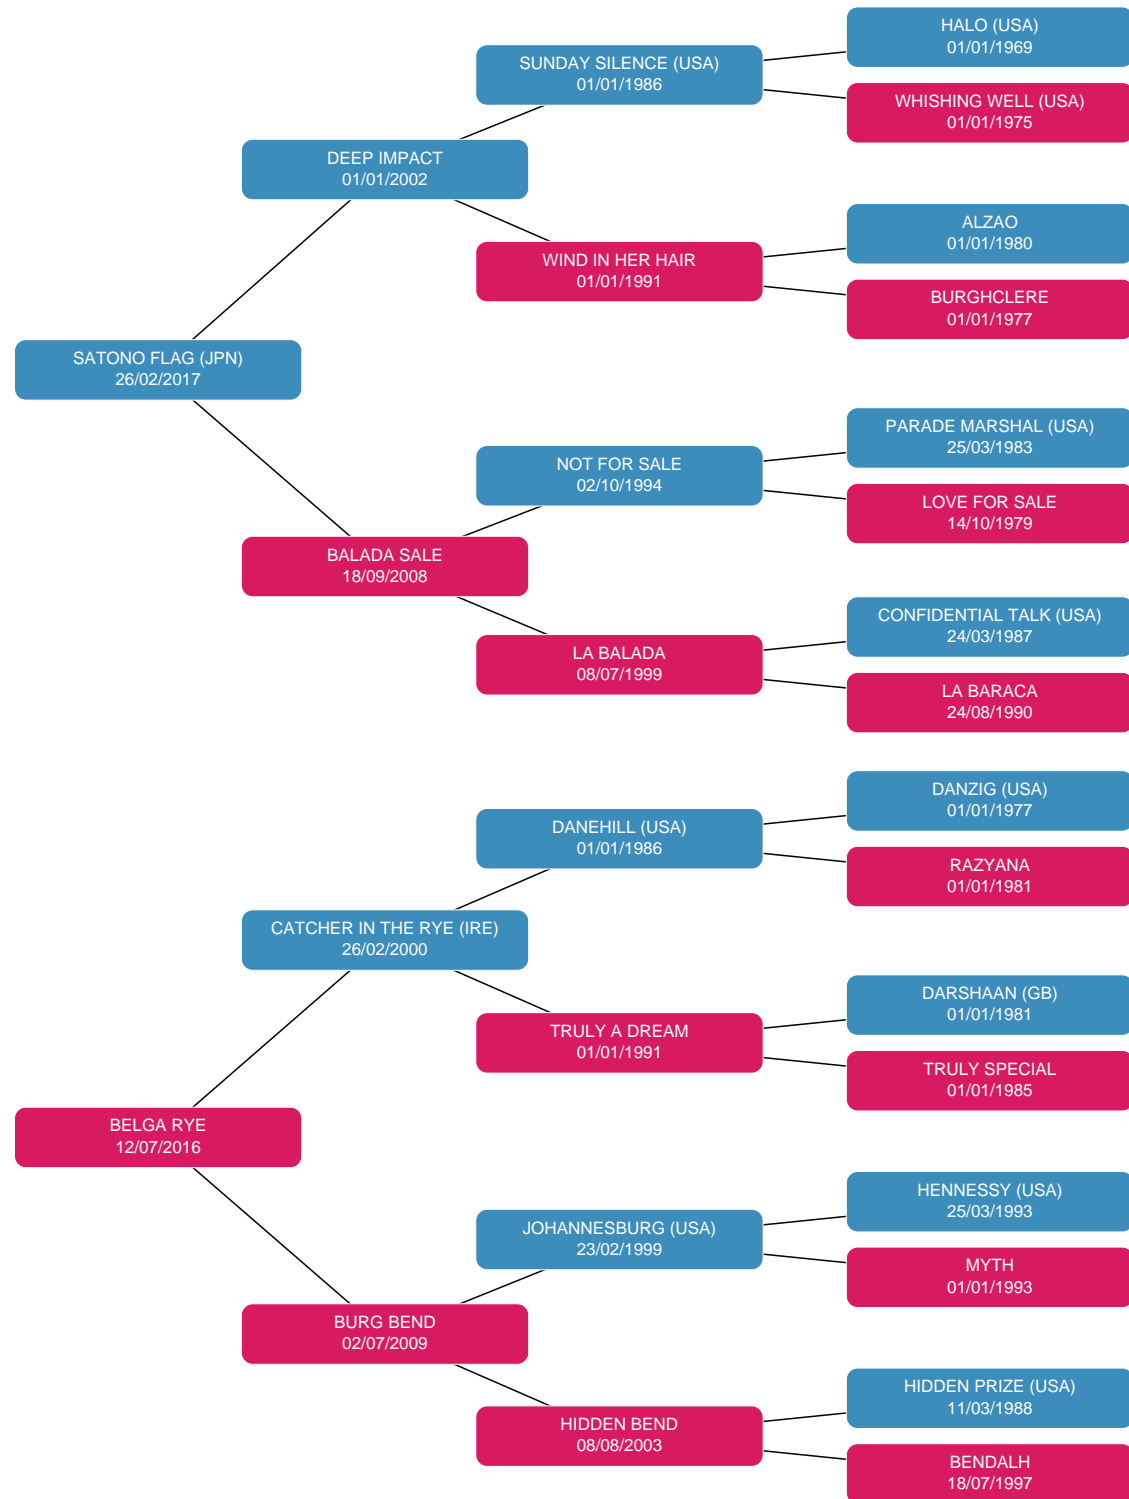 HALO (USA)
01/01/1969
SUNDAY SILENCE (USA)
01/01/1986
WHISHING WELL (USA)
01/01/1975
DEEP IMPACT
01/01/2002
ALZAO
01/01/1980
WIND IN HER HAIR
01/01/1991
BURGHCLERE
01/01/1977
SATONO FLAG (JPN)
26/02/2017
PARADE MARSHAL (USA)
25/03/1983
NOT FOR SALE
02/10/1994
LOVE FOR SALE
14/10/1979
BALADA SALE
18/09/2008
CONFIDENTIAL TALK (USA)
24/03/1987
LA BALADA
08/07/1999
LA BARACA
24/08/1990
DANZIG (USA)
01/01/1977
DANEHILL (USA)
01/01/1986
RAZYANA
01/01/1981
CATCHER IN THE RYE (IRE)
26/02/2000
DARSHAAN (GB)
01/01/1981
TRULY A DREAM
01/01/1991
TRULY SPECIAL
01/01/1985
BELGA RYE
12/07/2016
HENNESSY (USA)
25/03/1993
JOHANNESBURG (USA)
23/02/1999
MYTH
01/01/1993
BURG BEND
02/07/2009
HIDDEN PRIZE (USA)
11/03/1988
HIDDEN BEND
08/08/2003
BENDALH
18/07/1997